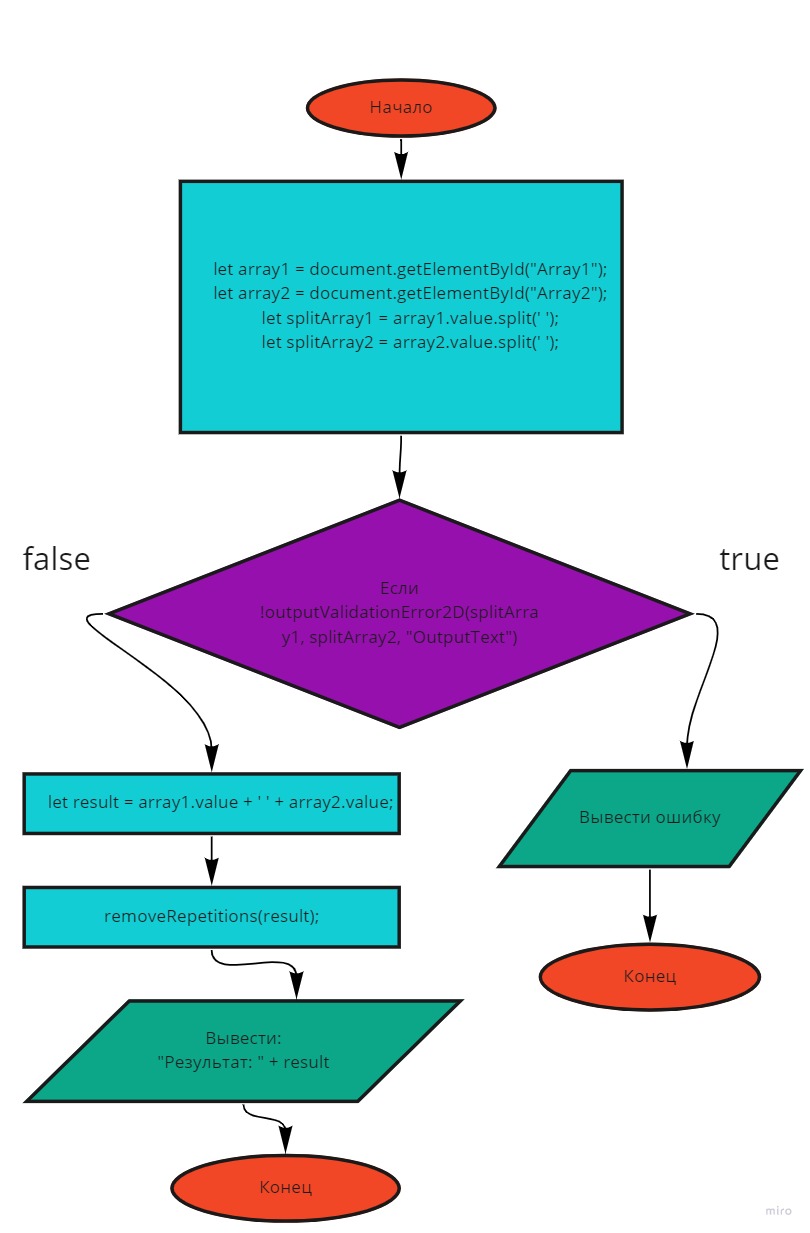 Начало
let array1 = document.getElementById("Array1");
let array2 = document.getElementById("Array2");
let splitArray1 = array1.value.split(' ');
let splitArray2 = array2.value.split(' ');
false
true
Если
!outputValidationError2D(splitArra
y1, splitArray2, "OutputText")
let result = array1.value + ' ' + array2.value;
Вывести ошибку
removeRepetitions(result);
Конец
Вывести:
"Результат: " + result
Конец
miro